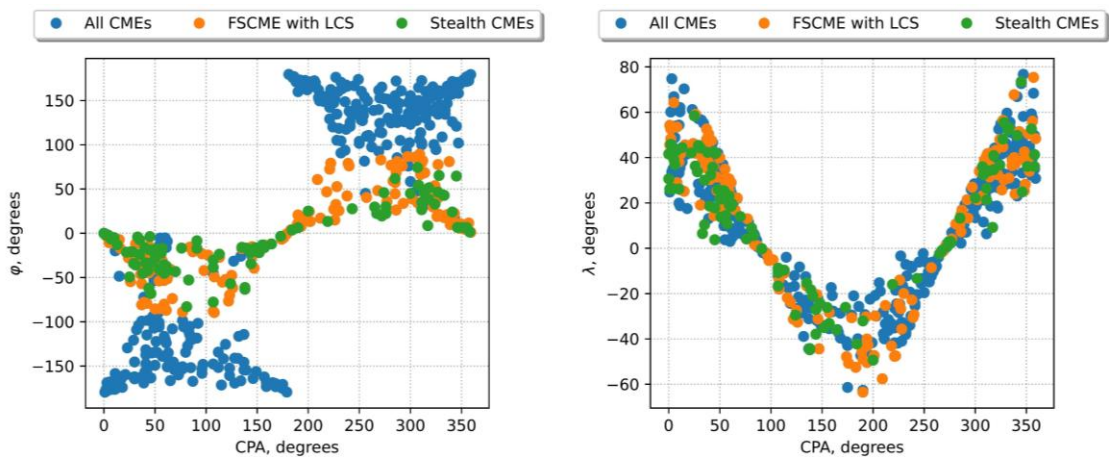 All CMEs FSCME with LCS Stealth CMEs
150
100
50
0
−50
−100
−150
φ, degrees
0 50 100 150 200 250 300 350
CPA, degrees
All CMEs FSCME with LCS Stealth CMEs
80
60
40
20
0
−20
−40
−60
λ, degrees
0 50 100 150 200 250 300 350
CPA, degrees